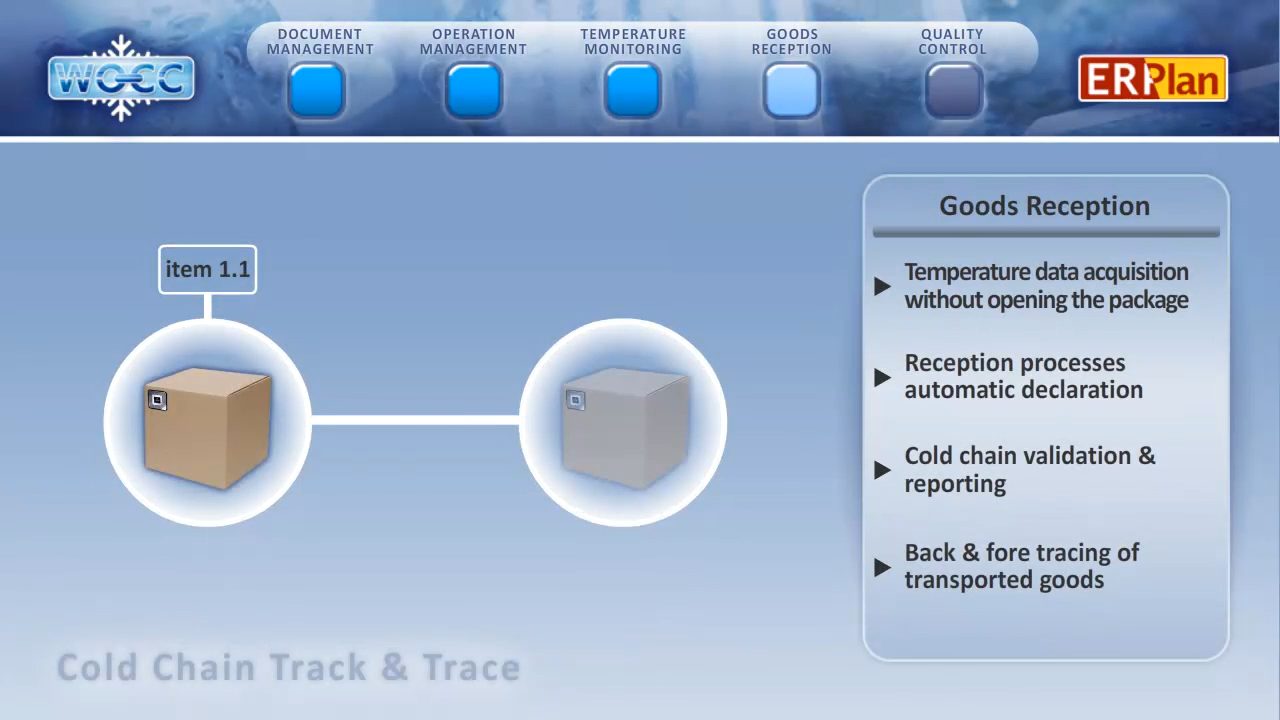 DOCUMENT
MANAGEMENT
OPERATION
MANAGEMENT
TEMPERATURE
MONITORING
GOODS
RECEPTION
QUALITY
CONTROL
WOCC
ERPlan
Goods Reception
Temperature data acquisition
without opening the package
Reception processes
automatic declaration
Cold chain validation &
reporting
Back & fore tracing of
transported goods
item 1.1
Cold Chain Track & Trace